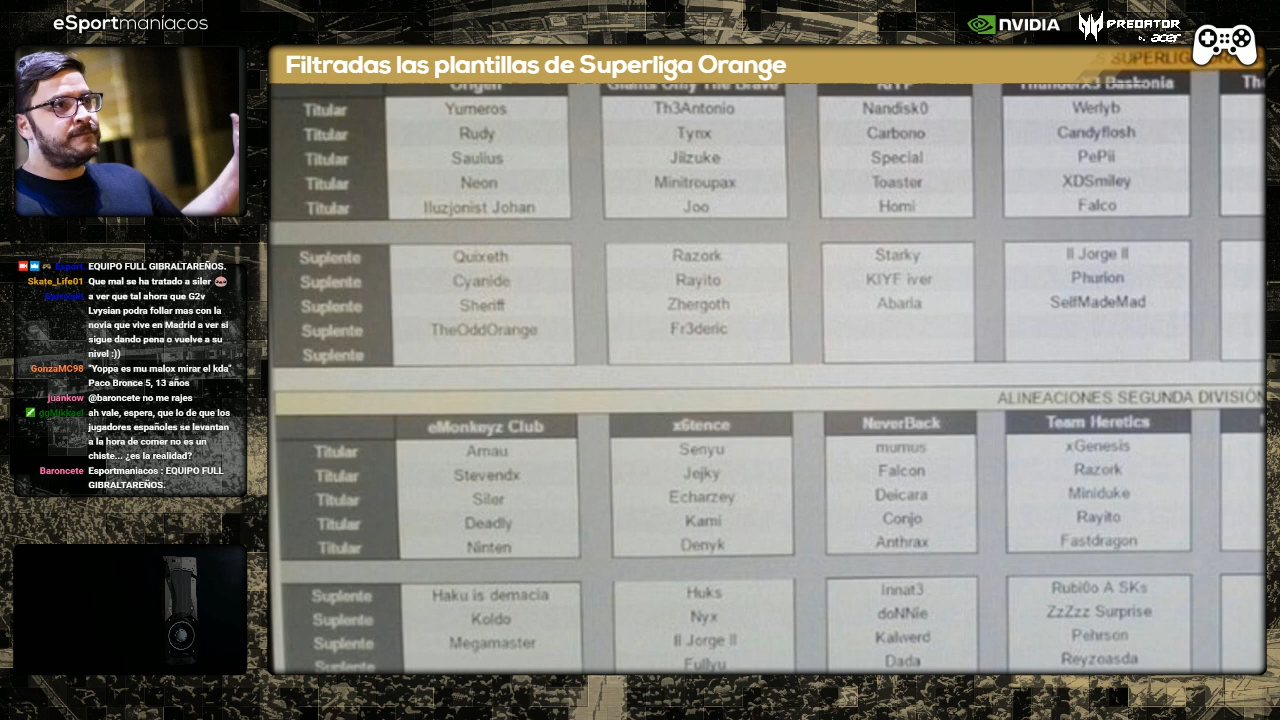 eSportmaníacos
NVIDIA
PREDATOR
acer
Filtradas las plantillas de Superliga Orange
S SUPERLIGA ORANGE
Origen Giants Only The Brave KIYF ThunderX3 Baskonia
Titular Yumeros Th3Antonio Nandisk0 Werlyb
Titular Rudy Tynx Carbono Candyflosh
Titular Saulius Jiizuke Special PePii
Titular Neon Minitroupax Toaster XDSmiley
Titular Iluzjonist Johan Joo Homi Falco
Suplente Quixeth Razork Starky II Jorge II
Suplente Cyanide Rayito KIYF iver Phurion
Suplente Sheriff Zhergoth Abaria SelfMadeMad
Suplente TheOddOrange Fr3deric
Suplente
ALINEACIONES SEGUNDA DIVISIÓN
eMonkeyz Club x6tence NeverBack Team Heretics
Titular Arnau Senyu mumus xGenesis
Titular Stevendx Jejky Falcon Razork
Titular Siler Echarzey Deicara Miniduke
Titular Deadly Kami Conjo Rayito
Titular Ninten Denyk Anthrax Fastdragon
Suplente Haku is demacia Huks Innat3 Rubi0o A SKs
Suplente Koldo Nyx doNNie ZzZzz Surprise
Suplente Megamaster II Jorge II Kalwerd Pehrson
Suplente Fullyu Dada Reyzoasda
EQUIPO FULL GIBRALTAREÑOS.
Skate_Life01 Que mal se ha tratado a siler
a ver que tal ahora que G2v
Lvysian podra follar mas con la
novia que vive en Madrid a ver si
sigue dando pena o vuelve a su
nivel :))
GonzaMC98 "Yoppa es mu malox mirar el kda"
Paco Bronce 5, 13 años
juankow @baroncete no me rajes
ggMikkael ah vale, espera, que lo de que los
jugadores españoles se levantan
a la hora de comer no es un
chiste... ¿es la realidad?
Baroncete Esportmaniacos : EQUIPO FULL
GIBRALTAREÑOS.